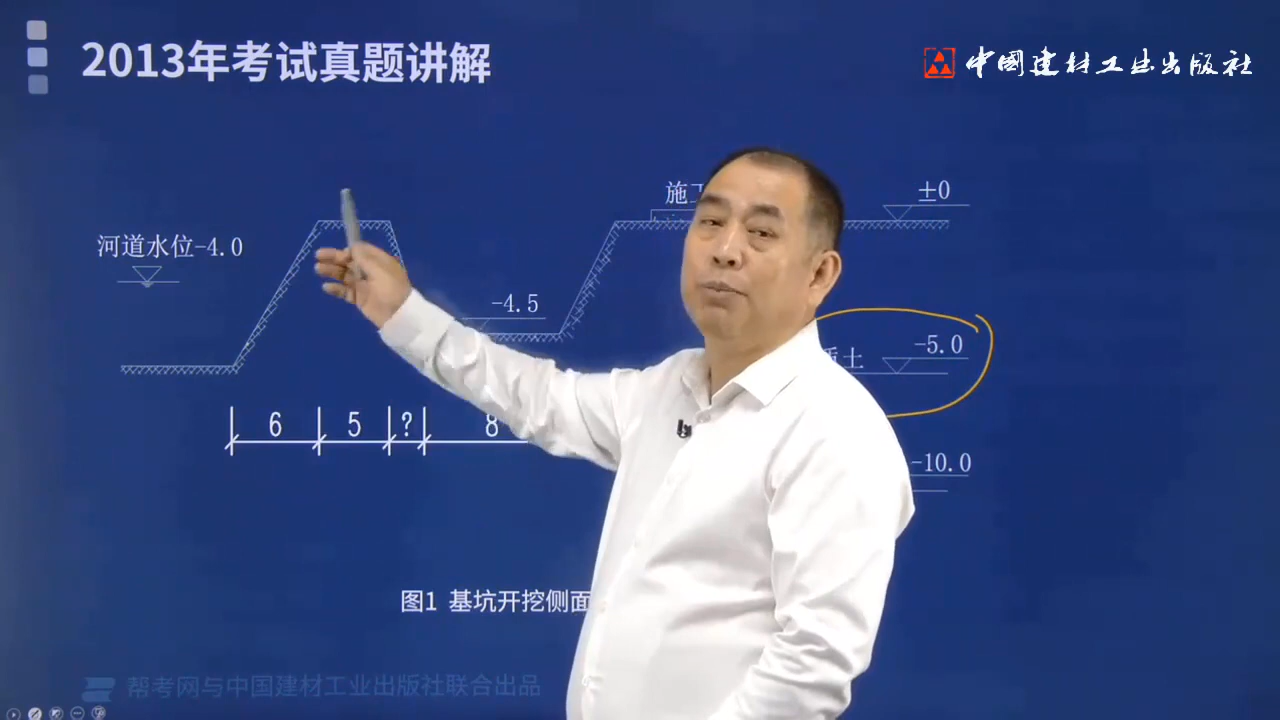 2013年考试真题讲解
中国建材工业出版社
施工
±0
河道水位-4.0
-4.5
-5.0
质土
6
5
?
8
-10.0
图1 基坑开挖侧面
帮考网与中国建材工业出版社联合出品